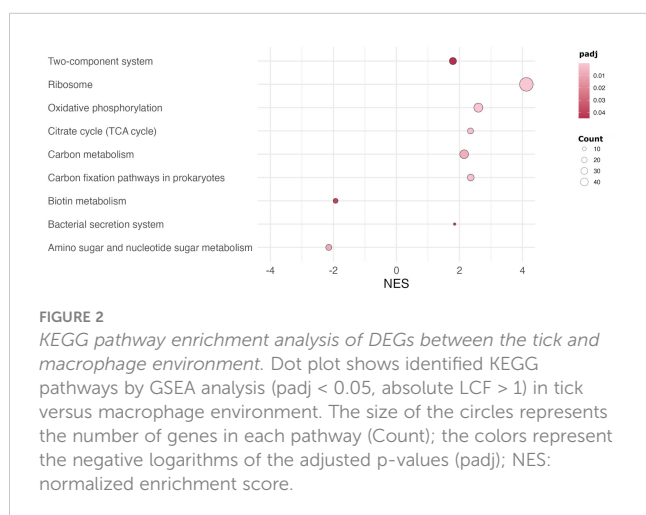 Two-component system
Ribosome
Oxidative phosphorylation
Citrate cycle (TCA cycle)
Carbon metabolism
Carbon fixation pathways in prokaryotes
Biotin metabolism
Bacterial secretion system
Amino sugar and nucleotide sugar metabolism
-4 -2 0 2 4
NES
padj
0.01
0.02
0.03
0.04
Count
10
20
30
40
FIGURE 2
KEGG pathway enrichment analysis of DEGs between the tick and
macrophage environment. Dot plot shows identified KEGG
pathways by GSEA analysis (padj < 0.05, absolute LCF > 1) in tick
versus macrophage environment. The size of the circles represents
the number of genes in each pathway (Count); the colors represent
the negative logarithms of the adjusted p-values (padj); NES:
normalized enrichment score.